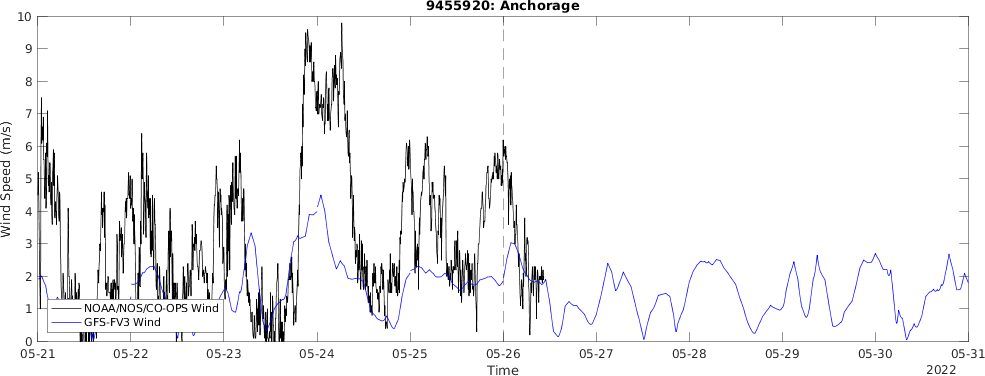 9455920: Anchorage
10
9
8
7
6
5
4
3
2
1
0
Wind Speed (m/s)
NOAA/NOS/CO-OPS Wind
GFS-FV3 Wind
05-21 05-22 05-23 05-24 05-25 05-26 05-27 05-28 05-29 05-30 05-31
Time
2022